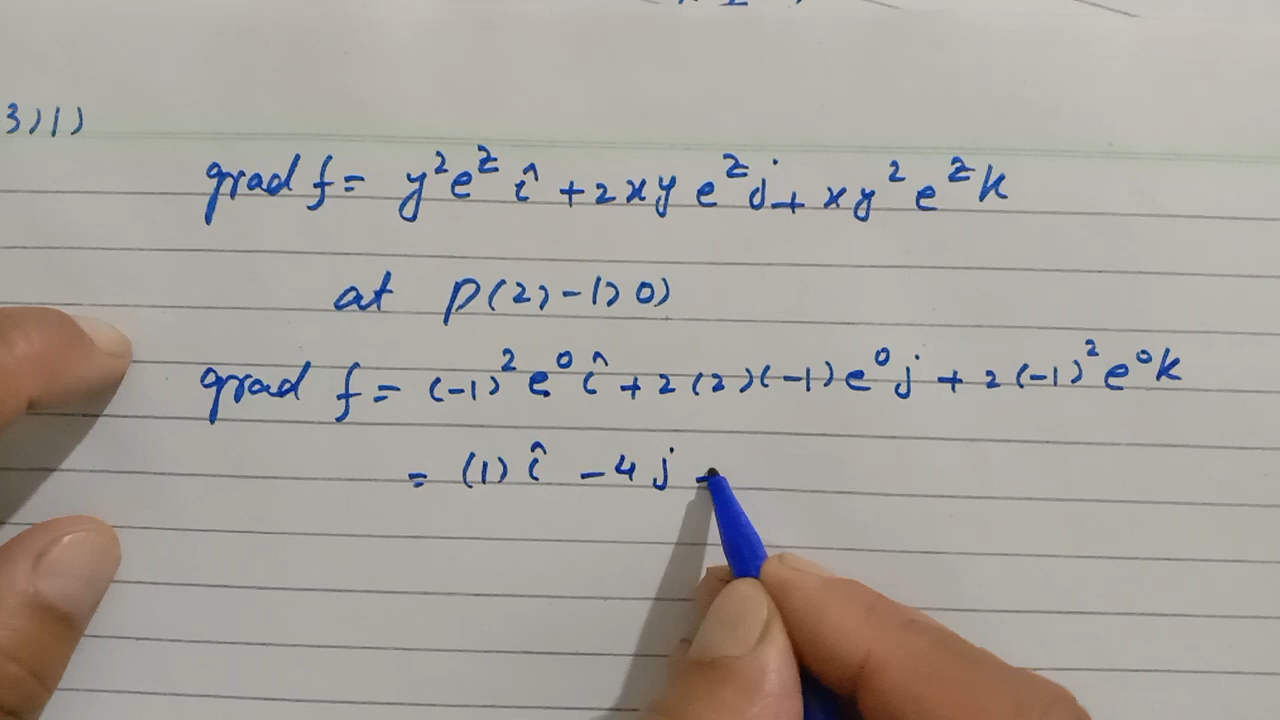 3) 1)
grad f = y²e^z î + 2xy e^z j + xy² e^z k
at P(2, -1, 0)
grad f = (-1)² e⁰ î + 2(2)(-1)e⁰ j + 2(-1)² e⁰ k
= (1) î - 4 j